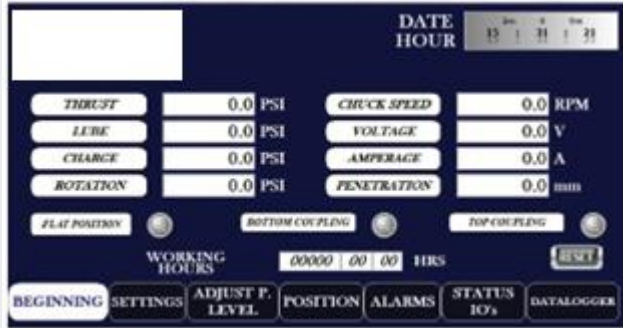 DATE
HOUR
15 : 31 : 21
THRUST 0.0 PSI CHUCK SPEED 0.0 RPM
LUBE 0.0 PSI VOLTAGE 0.0 V
CHARGE 0.0 PSI AMPERAGE 0.0 A
ROTATION 0.0 PSI PENETRATION 0.0 mm
FLAT POSITION BOTTOM COUPLING TOP COUPLING
WORKING
HOURS 00000 00 00 HRS RESET
BEGINNING SETTINGS ADJUST P.
LEVEL POSITION ALARMS STATUS
IO's DATALOGGER